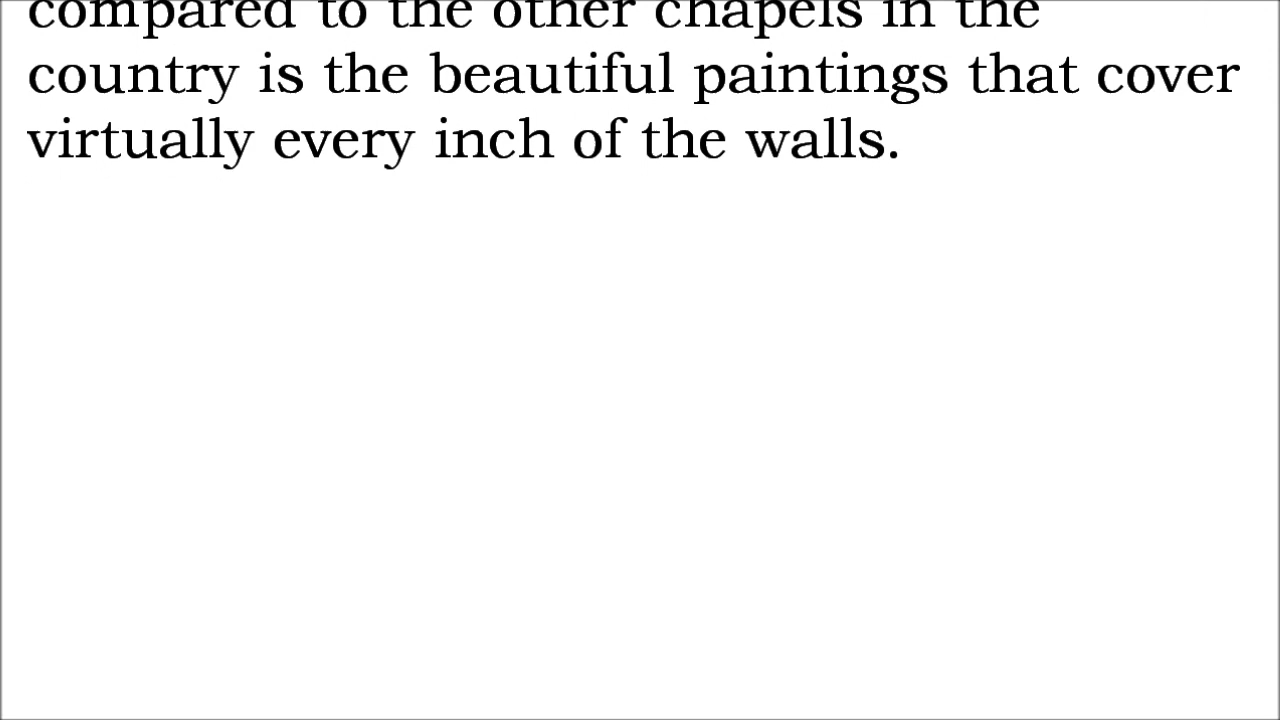 compared to the other chapels in the
country is the beautiful paintings that cover
virtually every inch of the walls.